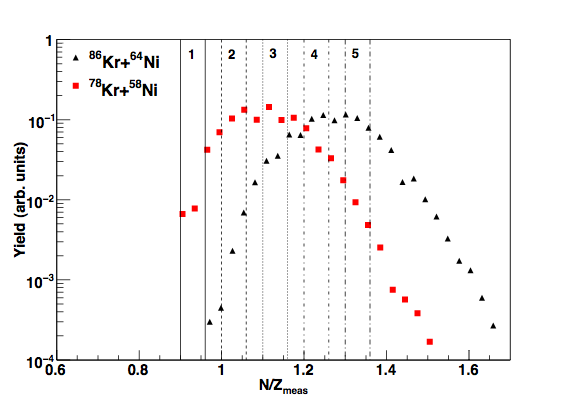 1 2 3 4 5
⁸⁶Kr+⁶⁴Ni
⁷⁸Kr+⁵⁸Ni
Yield (arb. units)
1
10⁻¹
10⁻²
10⁻³
10⁻⁴
0.6 0.8 1 1.2 1.4 1.6
N/Zmeas